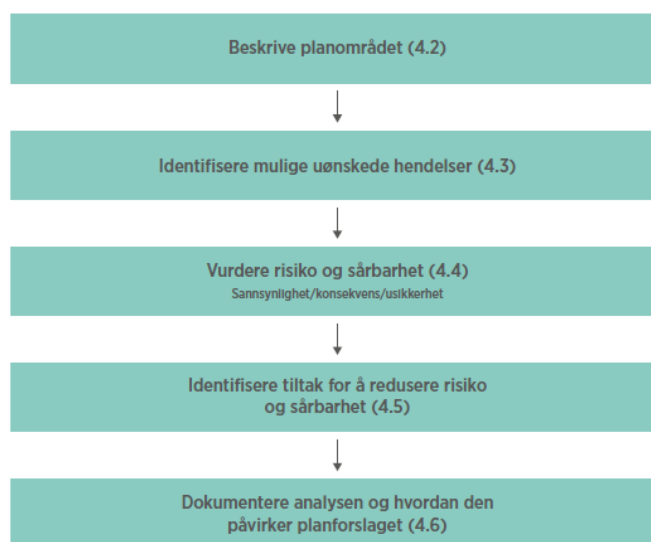 Beskrive planområdet (4.2)
Identifisere mulige uønskede hendelser (4.3)
Vurdere risiko og sårbarhet (4.4)
Sannsynlighet/konsekvens/usikkerhet
Identifisere tiltak for å redusere risiko
og sårbarhet (4.5)
Dokumentere analysen og hvordan den
påvirker planforslaget (4.6)